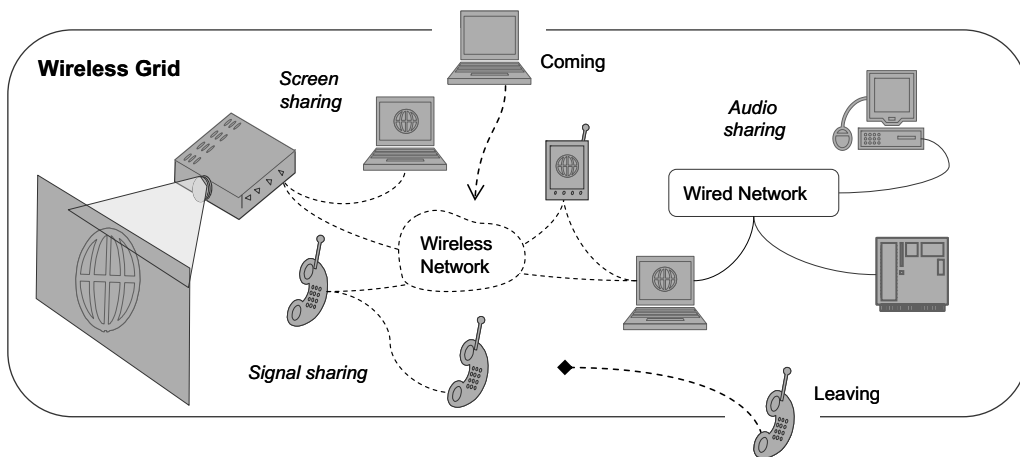 Wireless Grid
Screen
sharing
Coming
Audio
sharing
Wired Network
Wireless
Network
Signal sharing
Leaving